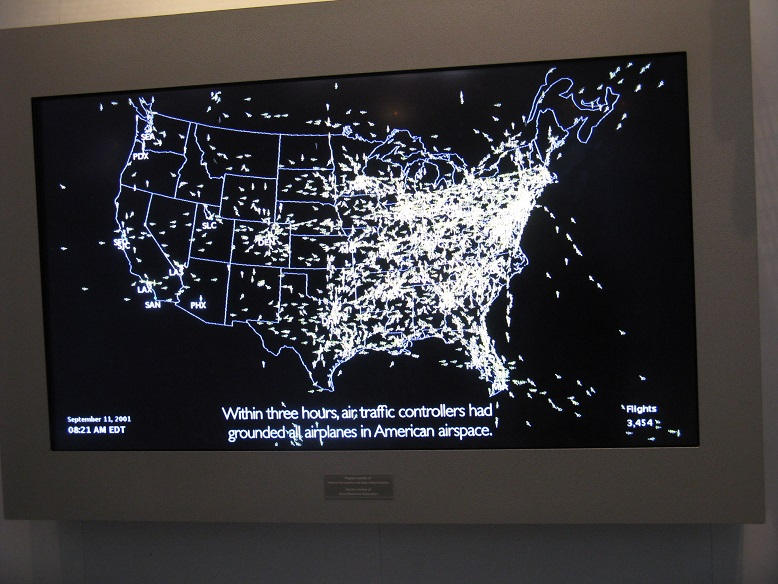 SEA
PDX
SLC
DEN
LAS
LAX
SAN
PHX
September 11, 2001
08:21 AM EDT
Within three hours, air traffic controllers had
grounded all airplanes in American airspace.
Flights
3,454